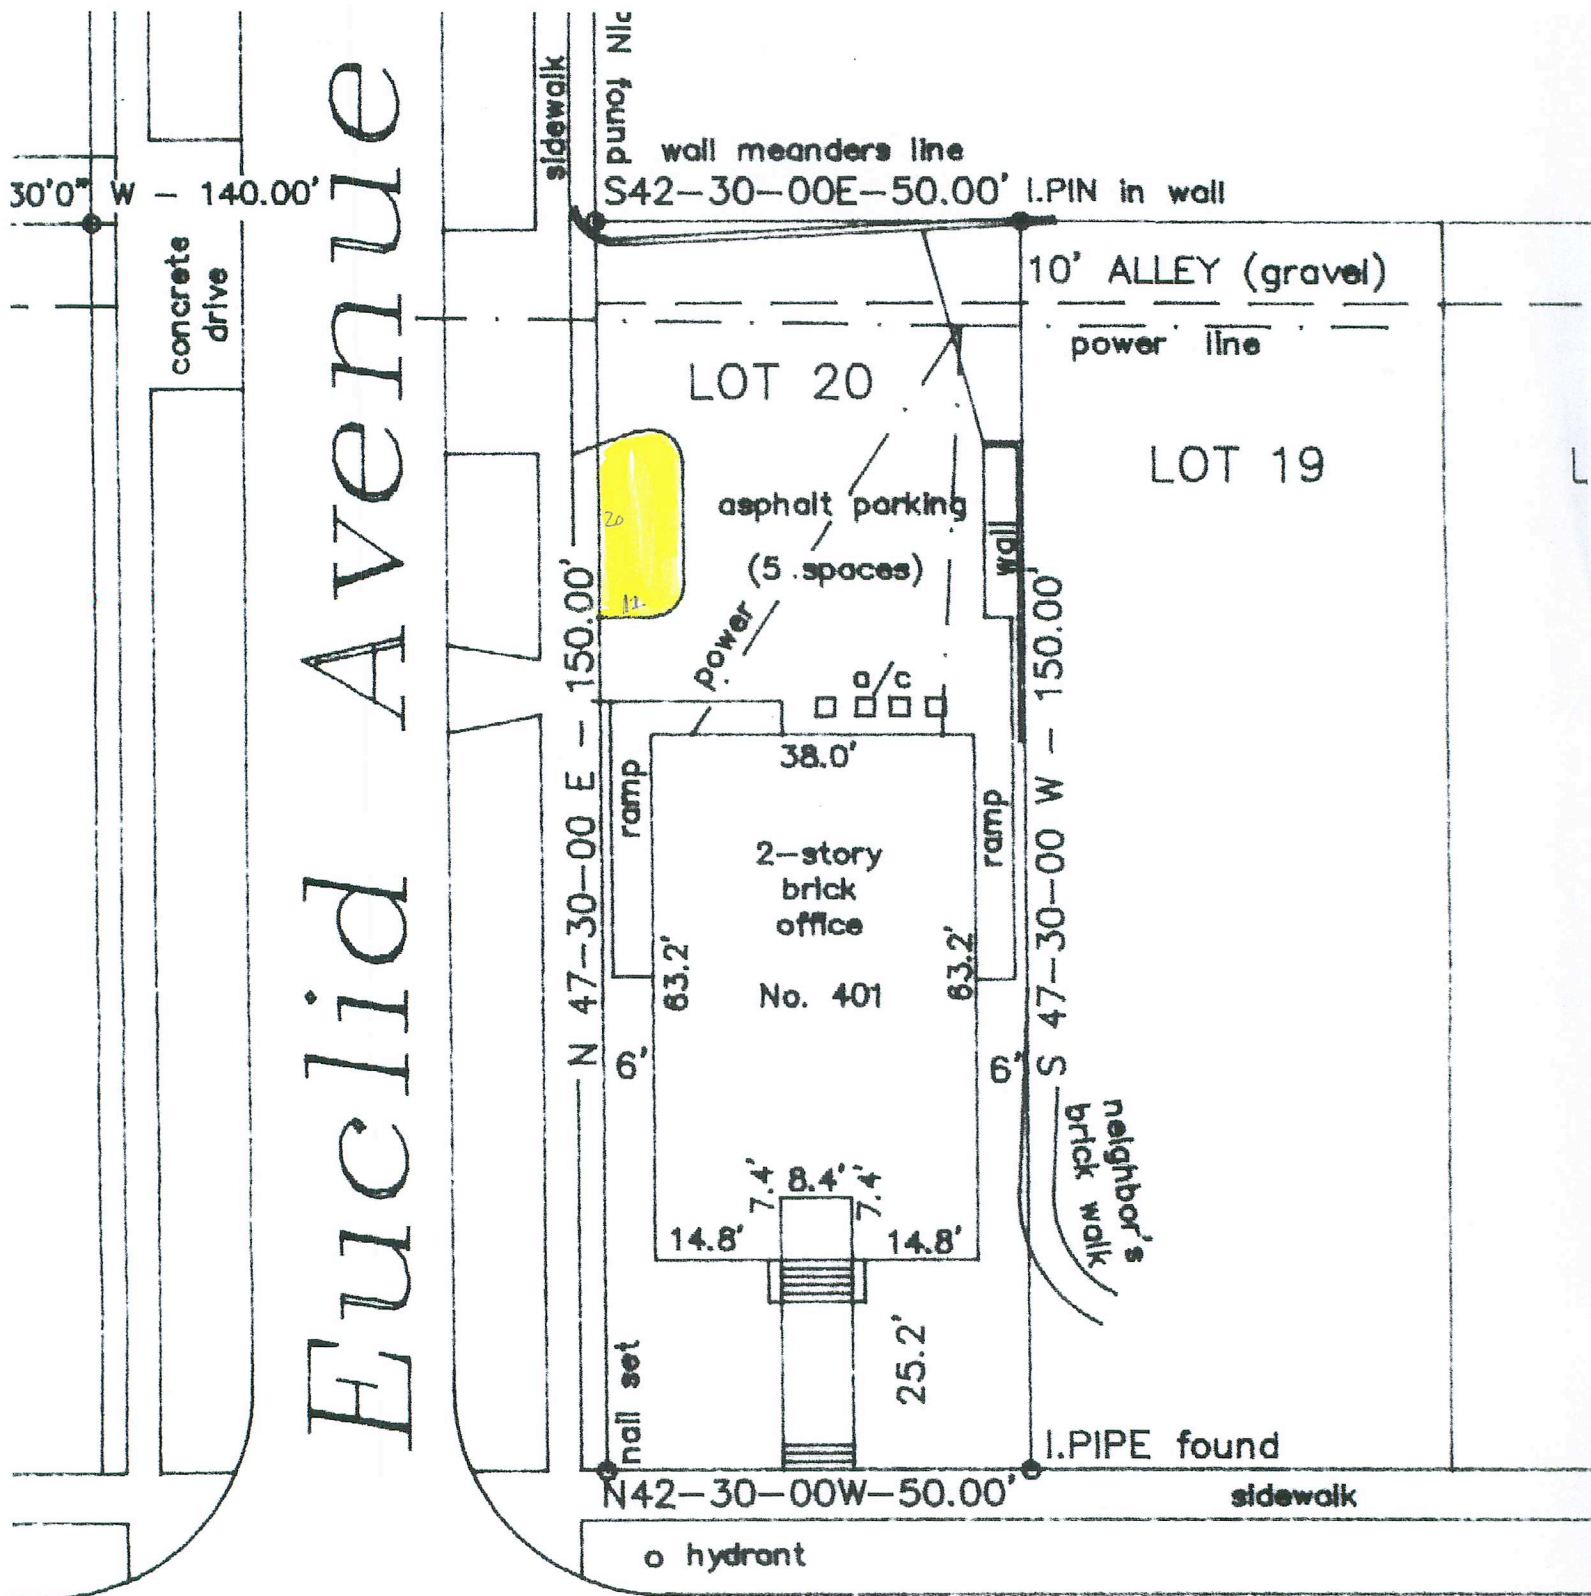 sidewalk
found
wall meanders line
30'0" W - 140.00'
S42-30-00E-50.00'
I.PIN in wall
concrete
drive
10' ALLEY (gravel)
power line
LOT 20
LOT 19
L
Euclid Avenue
20
12
asphalt parking
(5 spaces)
wall
power
a/c
N 47-30-00 E - 150.00'
S 47-30-00 W - 150.00'
38.0'
ramp
ramp
2-story
brick
office
No. 401
63.2'
63.2'
6'
6'
neighbor's
brick walk
7.4'
8.4'
7.4'
14.8'
14.8'
25.2'
nail set
I.PIPE found
N42-30-00W-50.00'
sidewalk
hydrant